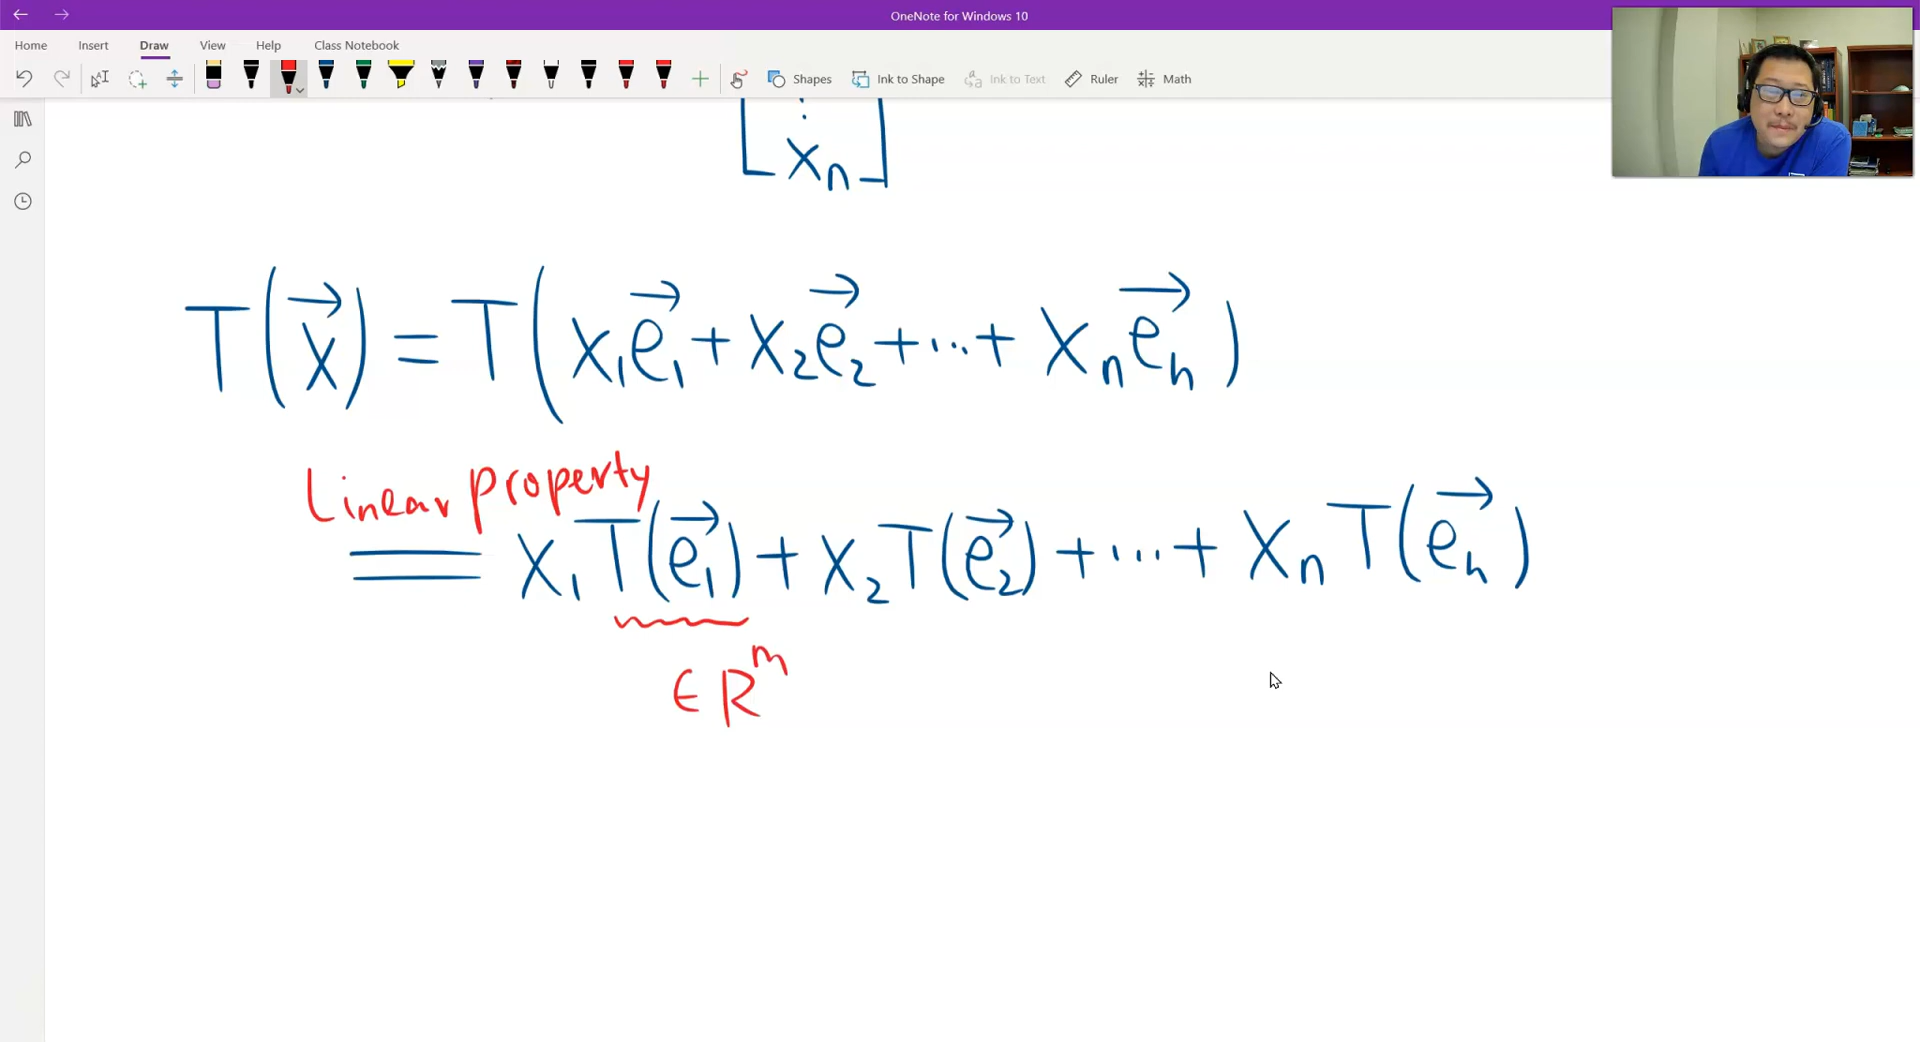 OneNote for Windows 10
Home Insert Draw View Help Class Notebook
Shapes Ink to Shape Ink to Text Ruler Math
⋮
xn
T(x⃗) = T(x₁e⃗₁ + x₂e⃗₂ + ⋯ + xₙe⃗ₙ)
Linear property
= x₁T(e⃗₁) + x₂T(e⃗₂) + ⋯ + xₙT(e⃗ₙ)
∈ Rᵐ